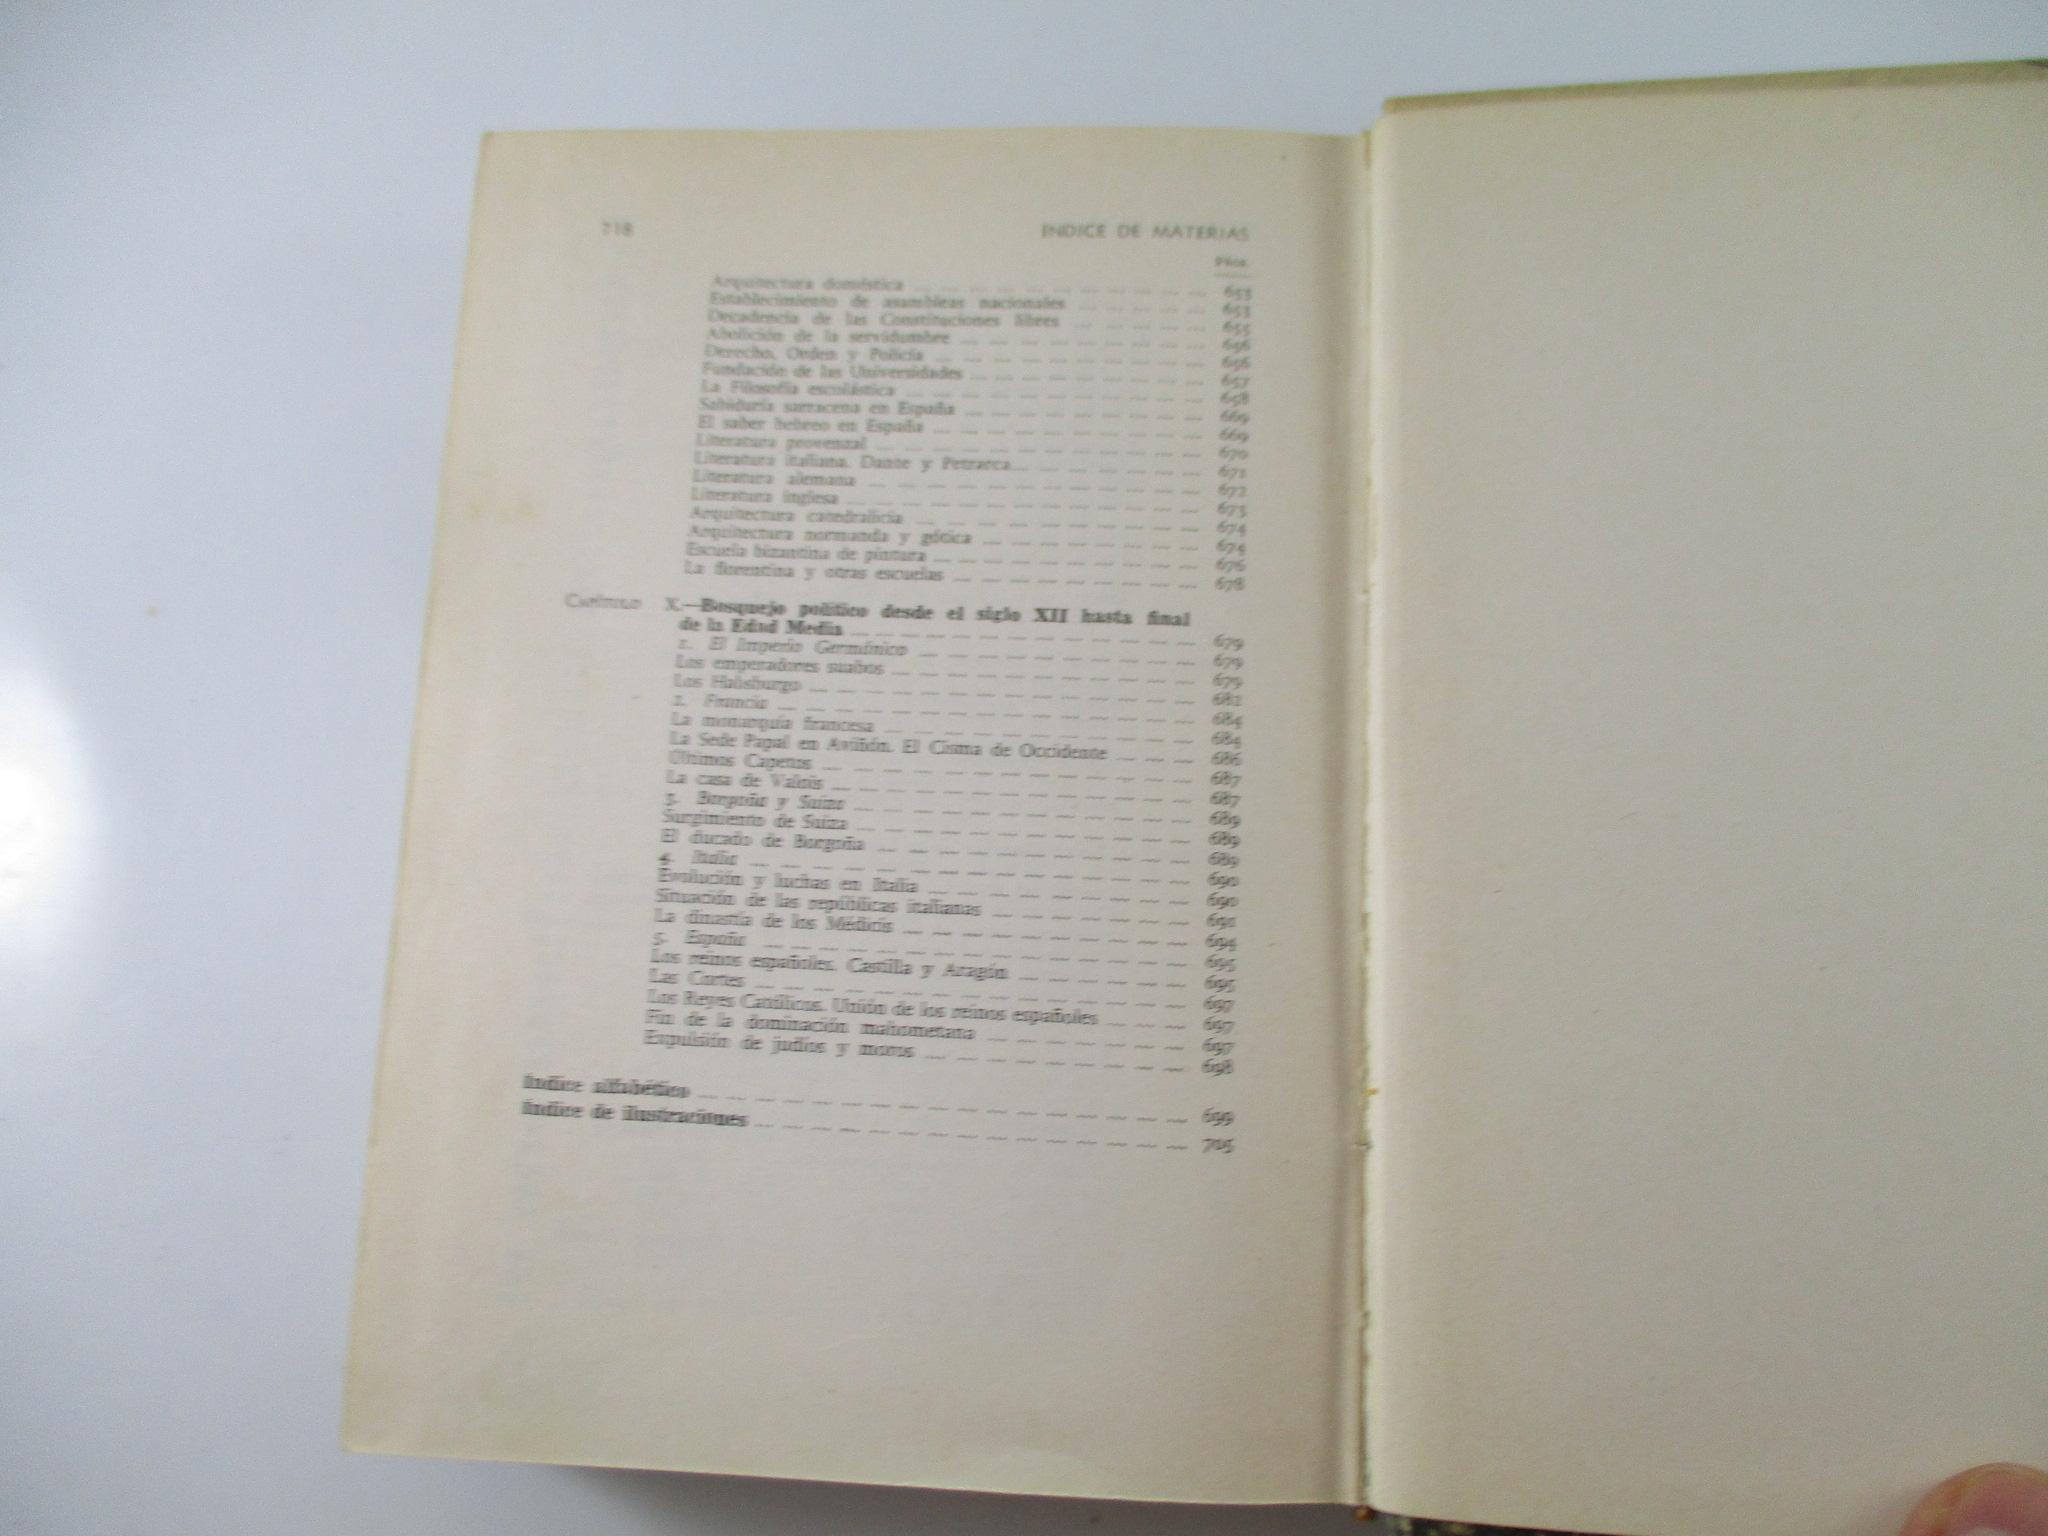 718 INDICE DE MATERIAS
Págs.
Arquitectura doméstica ... 653
Establecimiento de asambleas nacionales ... 653
Decadencia de las Constituciones libres ... 655
Abolición de la servidumbre ... 656
Derecho, Orden y Policía ... 656
Fundación de las Universidades ... 657
La Filosofía escolástica ... 658
Sabiduría sarracena en España ... 669
El saber hebreo en España ... 669
Literatura provenzal ... 670
Literatura italiana. Dante y Petrarca... ... 671
Literatura alemana ... 672
Literatura inglesa ... 673
Arquitectura catedralicia ... 674
Arquitectura normanda y gótica ... 674
Escuela bizantina de pintura ... 676
La florentina y otras escuelas ... 678
Capítulo X.—Bosquejo político desde el siglo XII hasta final
de la Edad Media ... 679
1. El Imperio Germánico ... 679
Los emperadores suabos ... 679
Los Habsburgo ... 682
2. Francia ... 684
La monarquía francesa ... 684
La Sede Papal en Aviñón. El Cisma de Occidente ... 686
Últimos Capetos ... 687
La casa de Valois ... 687
3. Borgoña y Suiza ... 689
Surgimiento de Suiza ... 689
El ducado de Borgoña ... 689
4. Italia ... 690
Evolución y luchas en Italia ... 690
Situación de las repúblicas italianas ...
La dinastía de los Médicis ... 694
5. España ... 695
Los reinos españoles. Castilla y Aragón ... 695
Las Cortes ... 697
Los Reyes Católicos. Unión de los reinos españoles ... 697
Fin de la dominación mahometana ... 697
Expulsión de judíos y moros ... 698
Indice alfabético ... 699
Indice de ilustraciones ... 705